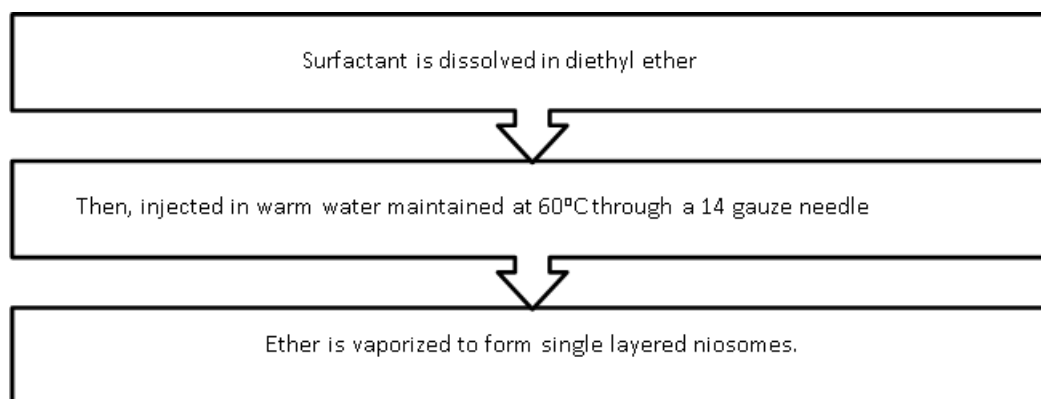 Surfactant is dissolved in diethyl ether
Then, injected in warm water maintained at 60⁰C through a 14 gauze needle
Ether is vaporized to form single layered niosomes.